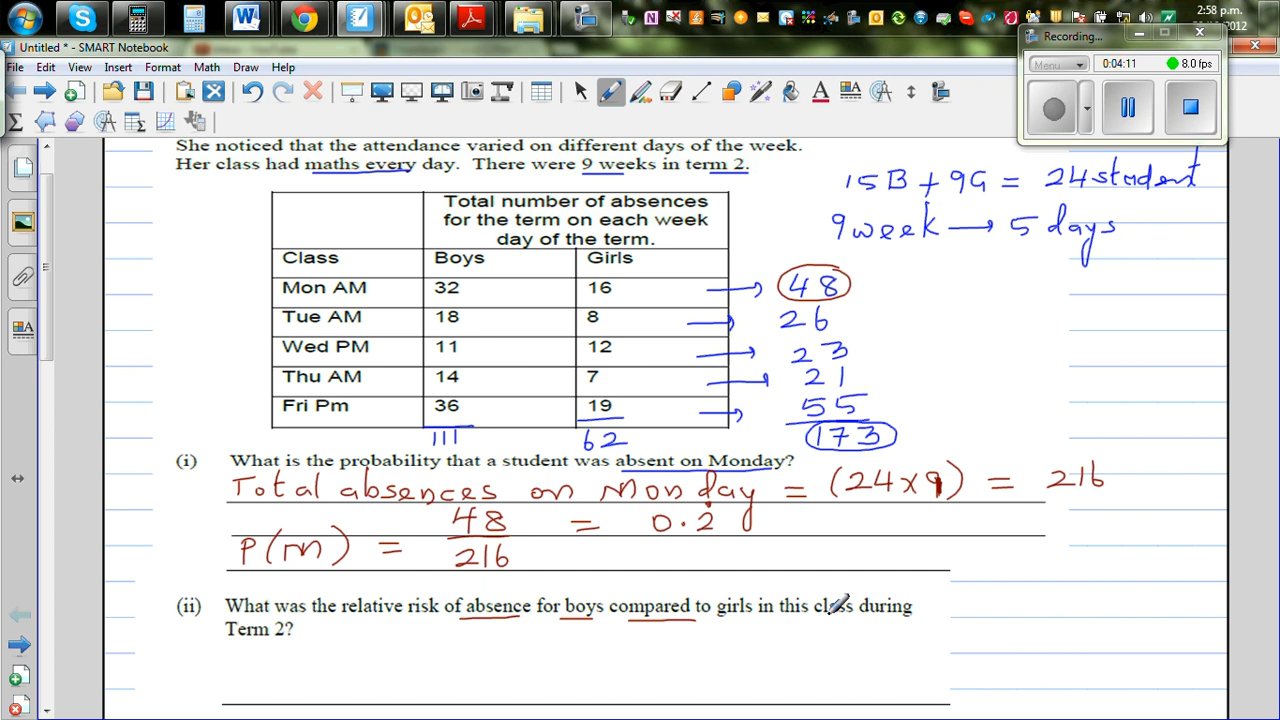 2:58 p.m.
2012
Untitled * - SMART Notebook
Recording...
File Edit View Insert Format Math Draw Help
Menu 0:04:11 8.0 fps
She noticed that the attendance varied on different days of the week.
Her class had maths every day. There were 9 weeks in term 2.
15B + 9G = 24 student
9 week → 5 days
Total number of absences
for the term on each week
day of the term.
Class Boys Girls
Mon AM 32 16 → 48
Tue AM 18 8 → 26
Wed PM 11 12 → 23
Thu AM 14 7 → 21
Fri Pm 36 19 → 55
111 62 173
(i) What is the probability that a student was absent on Monday?
Total absences on Monday = (24x9) = 216
P(m) = 48/216 = 0.2
(ii) What was the relative risk of absence for boys compared to girls in this class during
Term 2?